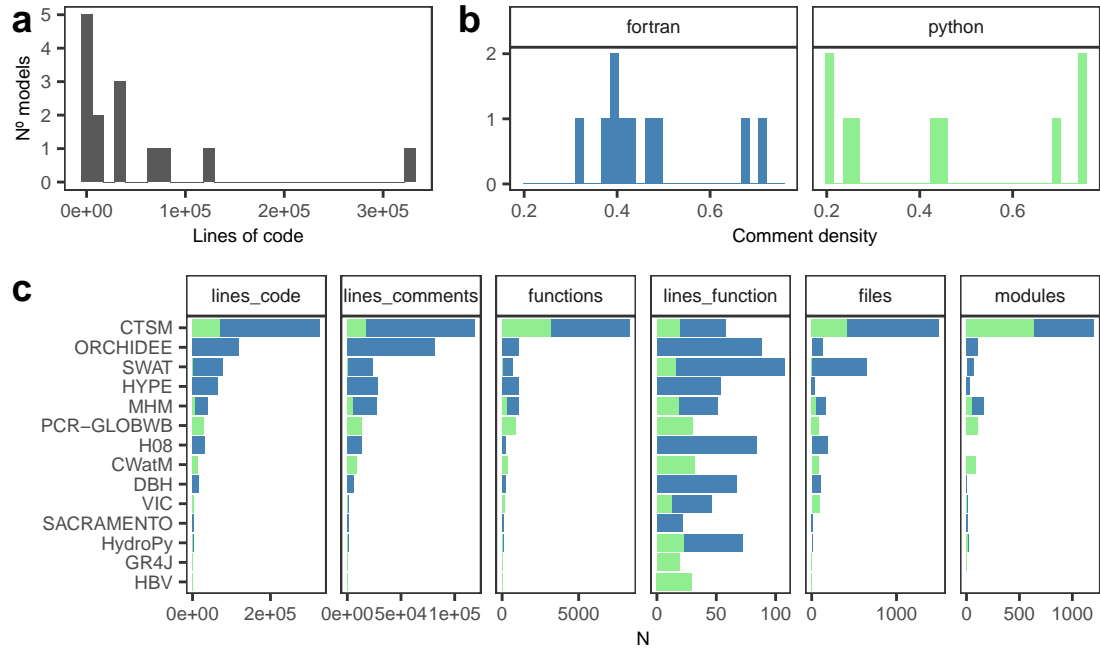 a
Nº models
5
4
3
2
1
0
0e+00 1e+05 2e+05 3e+05
Lines of code
b
fortran python
2
1
0
0.2 0.4 0.6 0.2 0.4 0.6
Comment density
c
lines_code lines_comments functions lines_function files modules
CTSM
ORCHIDEE
SWAT
HYPE
MHM
PCR−GLOBWB
H08
CWatM
DBH
VIC
SACRAMENTO
HydroPy
GR4J
HBV
0e+00 2e+05 0e+005e+041e+05 0 5000 0 50 100 0 1000 0 500 1000
N